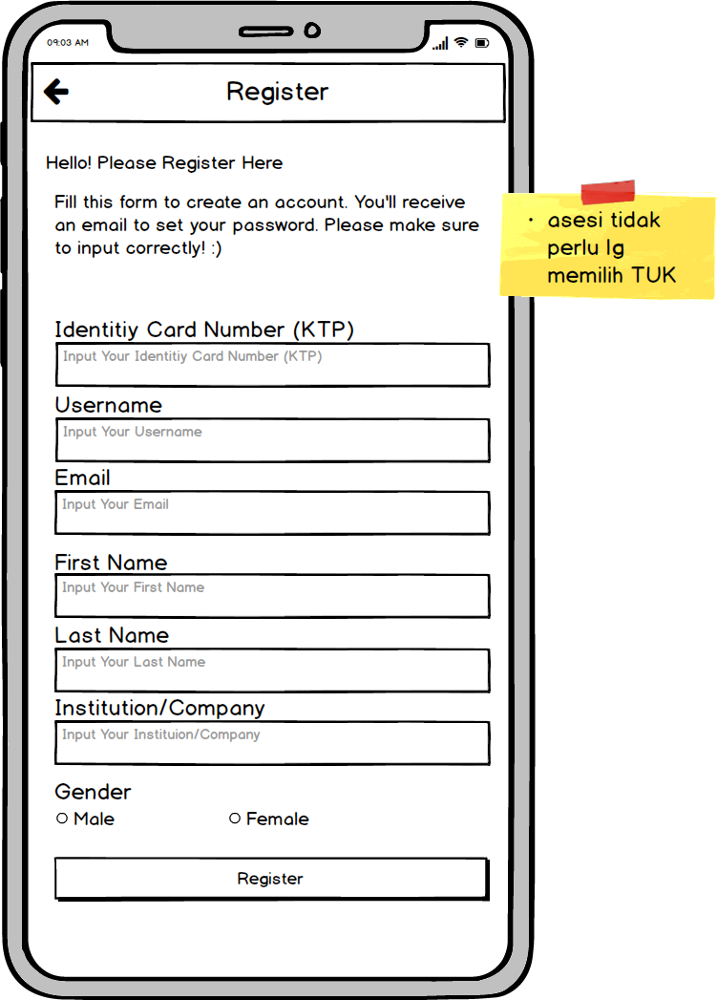 09:03 AM
Register
Hello! Please Register Here
Fill this form to create an account. You'll receive
an email to set your password. Please make sure
to input correctly! :)
• asesi tidak
perlu lg
memilih TUK
Identitiy Card Number (KTP)
Input Your Identitiy Card Number (KTP)
Username
Input Your Username
Email
Input Your Email
First Name
Input Your First Name
Last Name
Input Your Last Name
Institution/Company
Input Your Instituion/Company
Gender
Male Female
Register